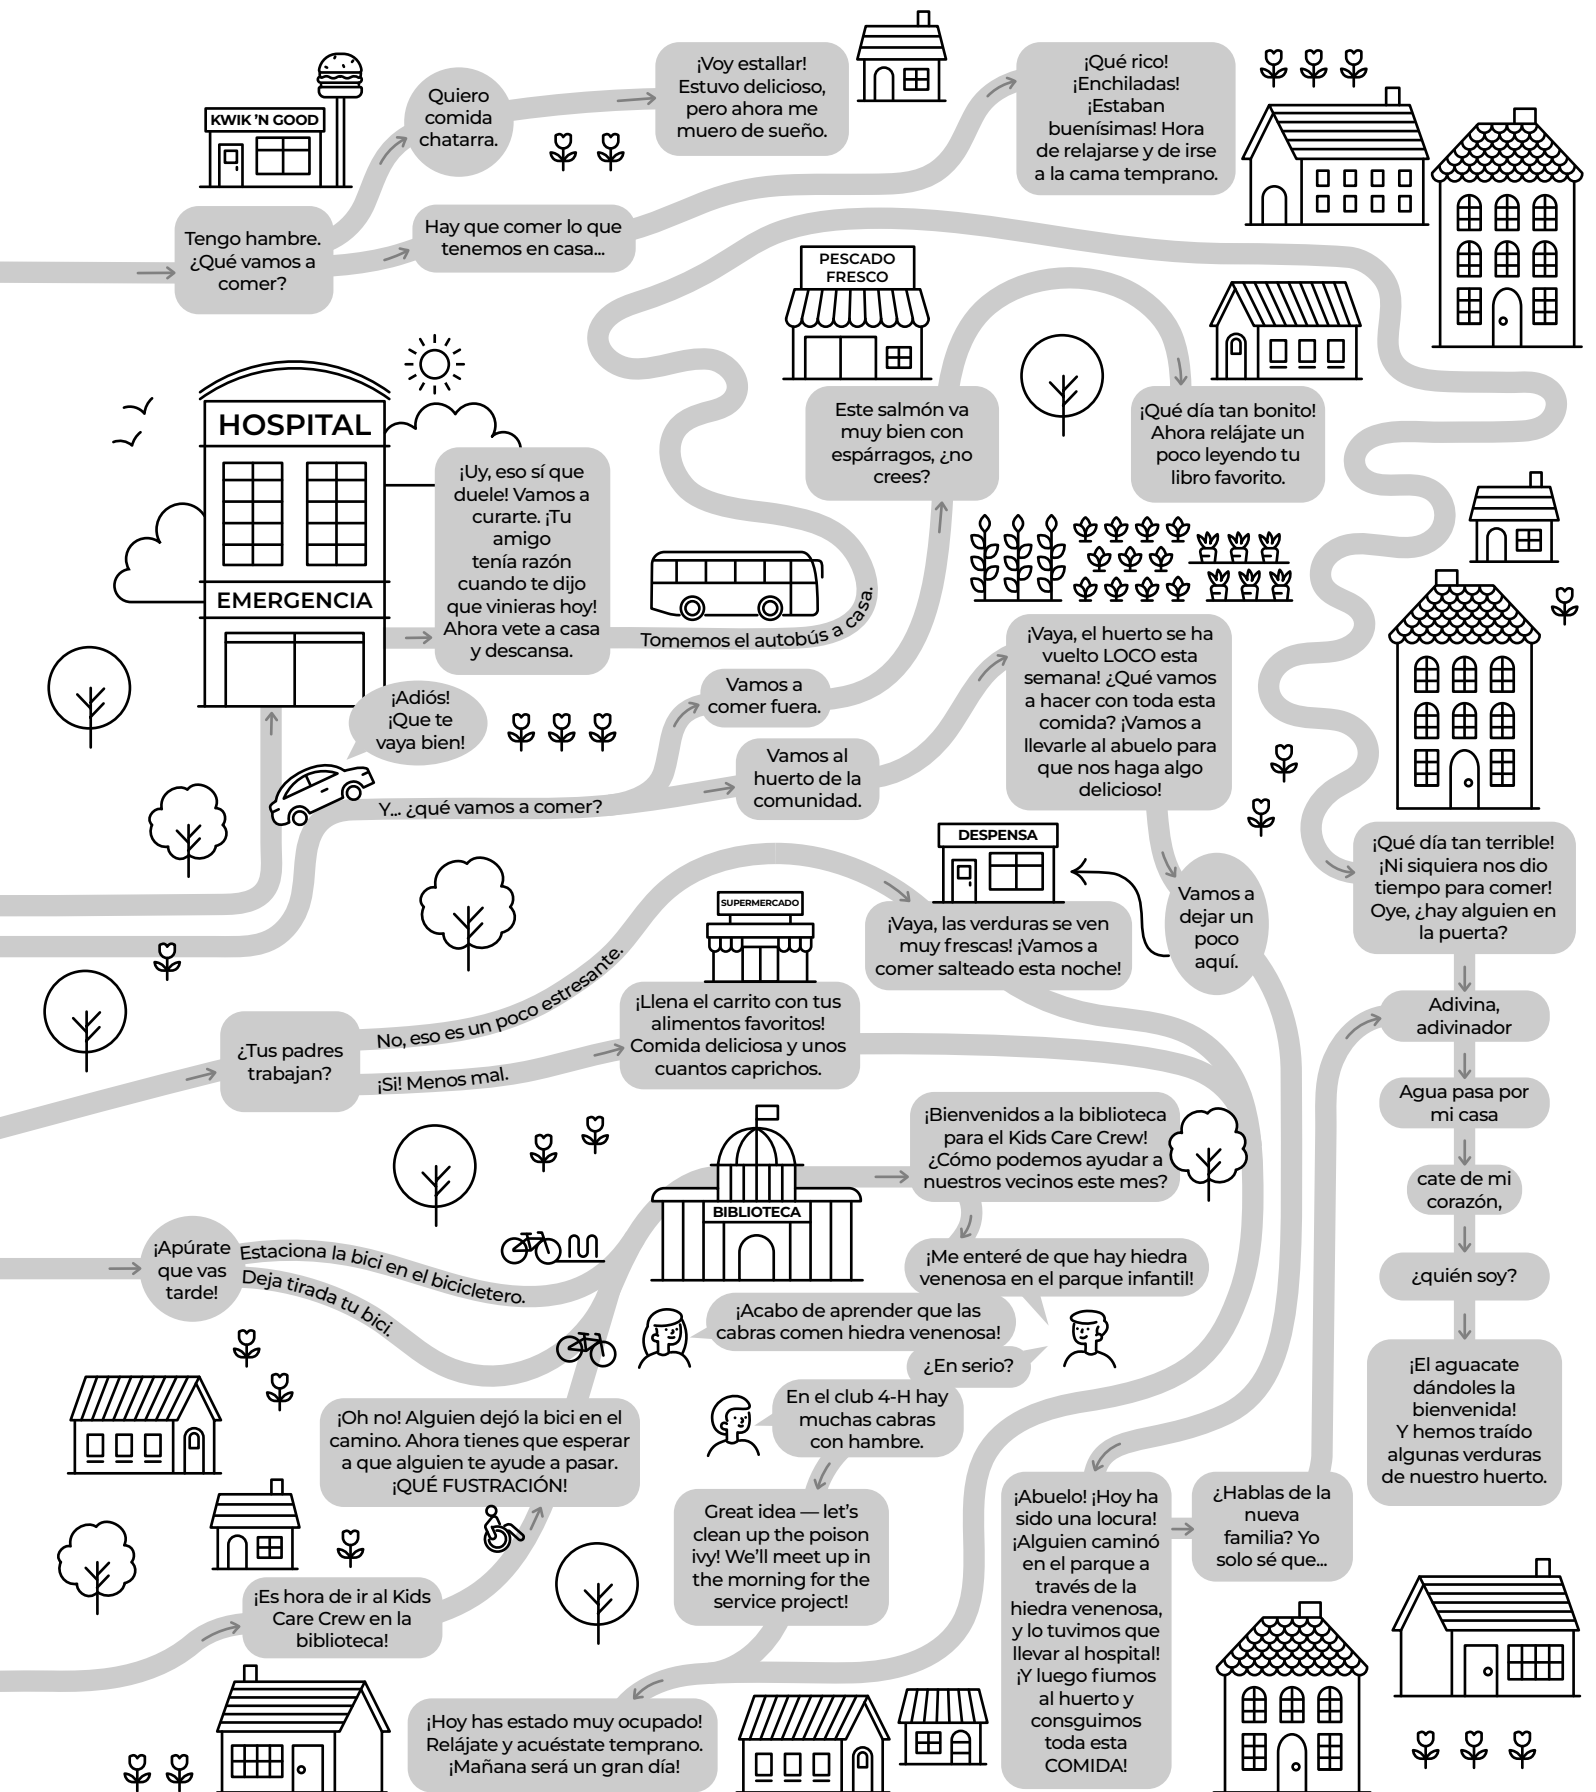 KWIK 'N GOOD
Quiero
comida
chatarra.
¡Voy estallar!
Estuvo delicioso,
pero ahora me
muero de sueño.
¡Qué rico!
¡Enchiladas!
¡Estaban
buenísimas! Hora
de relajarse y de irse
a la cama temprano.
Tengo hambre.
¿Qué vamos a
comer?
Hay que comer lo que
tenemos en casa...
PESCADO
FRESCO
Este salmón va
muy bien con
espárragos, ¿no
crees?
¡Qué día tan bonito!
Ahora relájate un
poco leyendo tu
libro favorito.
HOSPITAL
EMERGENCIA
¡Uy, eso sí que
duele! Vamos a
curarte. ¡Tu
amigo
tenía razón
cuando te dijo
que vinieras hoy!
Ahora vete a casa
y descansa.
Tomemos el autobús a casa.
¡Adiós!
¡Que te
vaya bien!
Y... ¿qué vamos a comer?
Vamos a
comer fuera.
Vamos al
huerto de la
comunidad.
¡Vaya, el huerto se ha
vuelto LOCO esta
semana! ¿Qué vamos
a hacer con toda esta
comida? ¡Vamos a
llevarle al abuelo para
que nos haga algo
delicioso!
DESPENSA
Vamos a
dejar un
poco
aquí.
¡Vaya, las verduras se ven
muy frescas! ¡Vamos a
comer salteado esta noche!
¡Qué día tan terrible!
¡Ni siquiera nos dio
tiempo para comer!
Oye, ¿hay alguien en
la puerta?
Adivina,
adivinador
Agua pasa por
mi casa
cate de mi
corazón,
¿quién soy?
¡El aguacate
dándoles la
bienvenida!
Y hemos traído
algunas verduras
de nuestro huerto.
¿Tus padres
trabajan?
No, eso es un poco estresante.
¡Si! Menos mal.
SUPERMERCADO
¡Llena el carrito con tus
alimentos favoritos!
Comida deliciosa y unos
cuantos caprichos.
¡Apúrate
que vas
tarde!
Estaciona la bici en el bicicletero.
Deja tirada tu bici.
BIBLIOTECA
¡Bienvenidos a la biblioteca
para el Kids Care Crew!
¿Cómo podemos ayudar a
nuestros vecinos este mes?
¡Me enteré de que hay hiedra
venenosa en el parque infantil!
¡Acabo de aprender que las
cabras comen hiedra venenosa!
¿En serio?
En el club 4-H hay
muchas cabras
con hambre.
Great idea — let's
clean up the poison
ivy! We'll meet up in
the morning for the
service project!
¡Oh no! Alguien dejó la bici en el
camino. Ahora tienes que esperar
a que alguien te ayude a pasar.
¡QUÉ FUSTRACIÓN!
¡Es hora de ir al Kids
Care Crew en la
biblioteca!
¡Hoy has estado muy ocupado!
Relájate y acuéstate temprano.
¡Mañana será un gran día!
¡Abuelo! ¡Hoy ha
sido una locura!
¡Alguien caminó
en el parque a
través de la
hiedra venenosa,
y lo tuvimos que
llevar al hospital!
¡Y luego fiumos
al huerto y
consguimos
toda esta
COMIDA!
¿Hablas de la
nueva
familia? Yo
solo sé que...